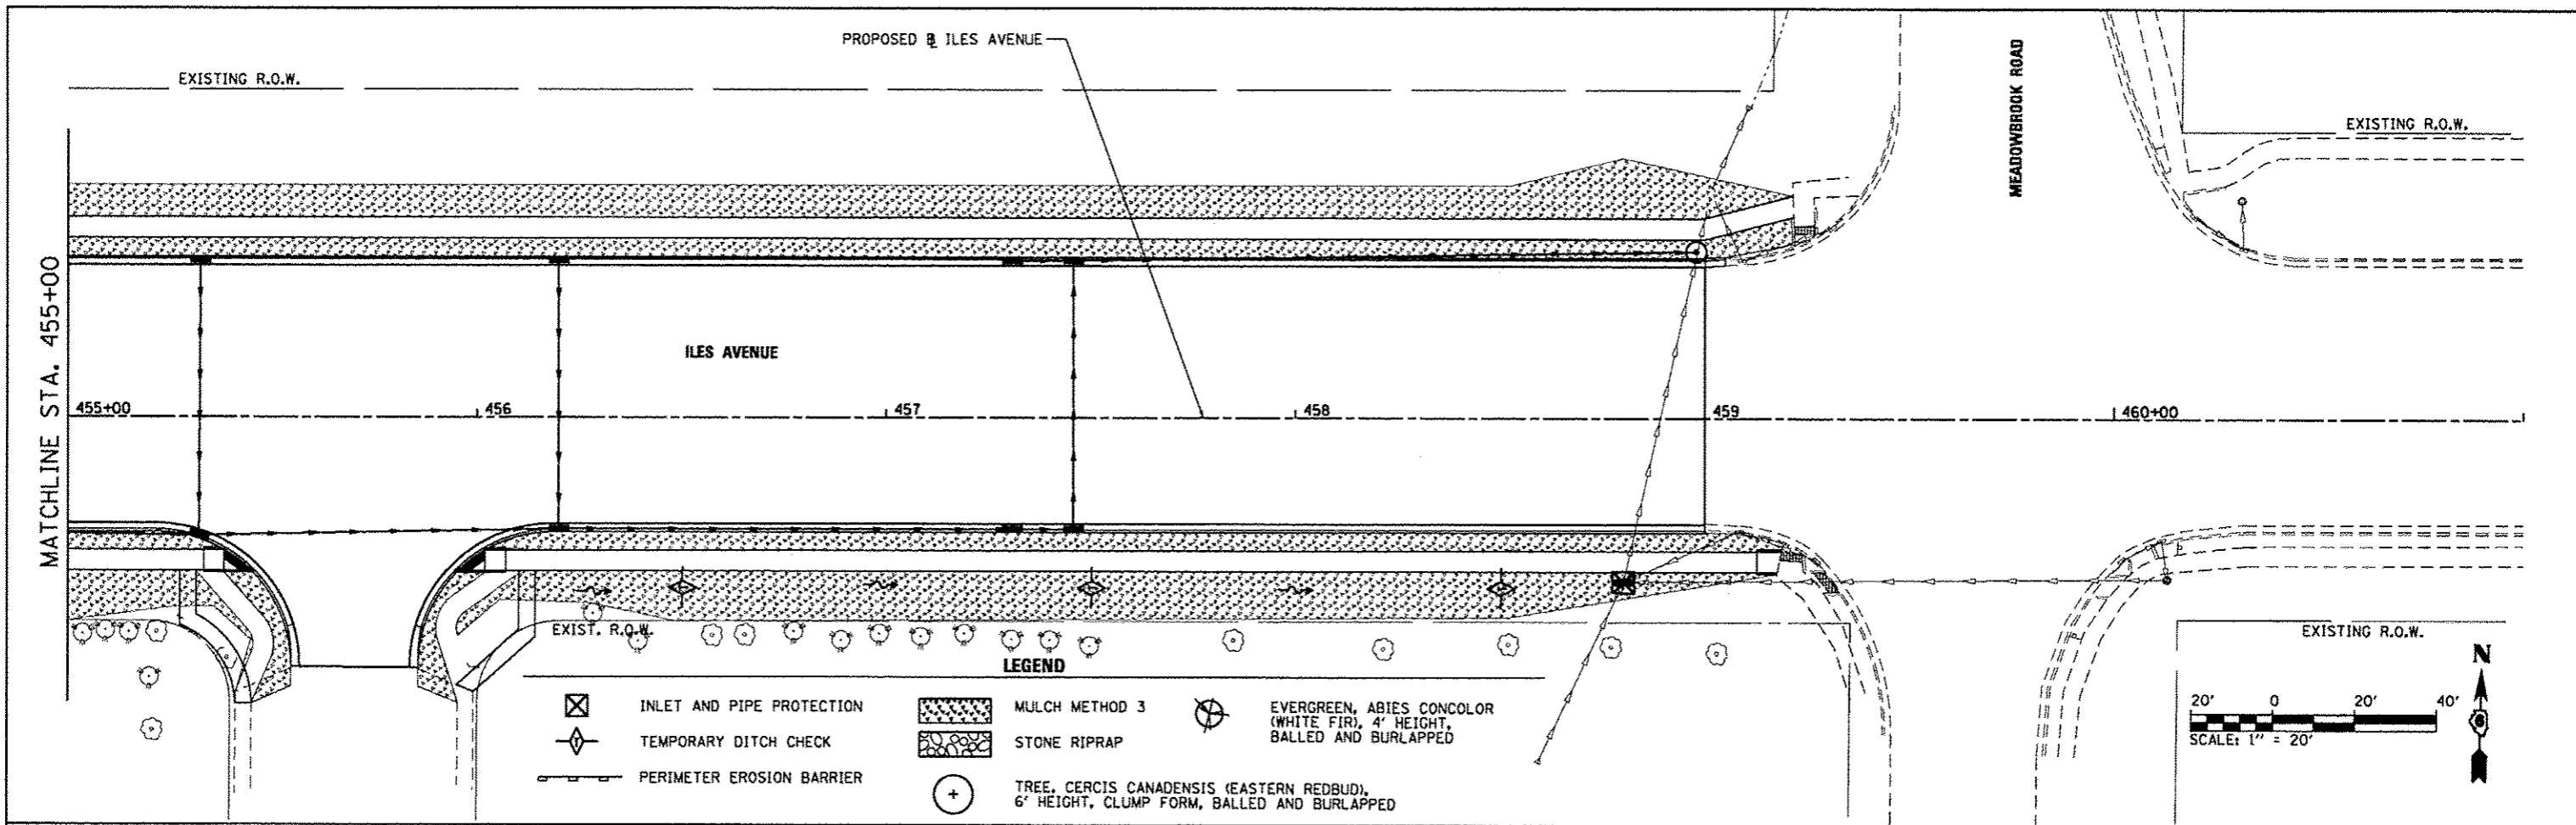 PROPOSED ℄ ILES AVENUE
EXISTING R.O.W.
MEADOWBROOK ROAD
EXISTING R.O.W.
MATCHLINE STA. 455+00
ILES AVENUE
455+00
456
457
458
459
460+00
EXIST. R.O.W.
LEGEND
INLET AND PIPE PROTECTION
TEMPORARY DITCH CHECK
PERIMETER EROSION BARRIER
MULCH METHOD 3
STONE RIPRAP
TREE, CERCIS CANADENSIS (EASTERN REDBUD),
6' HEIGHT, CLUMP FORM, BALLED AND BURLAPPED
EVERGREEN, ABIES CONCOLOR
(WHITE FIR), 4' HEIGHT,
BALLED AND BURLAPPED
EXISTING R.O.W.
N
20' 0 20' 40'
SCALE: 1" = 20'